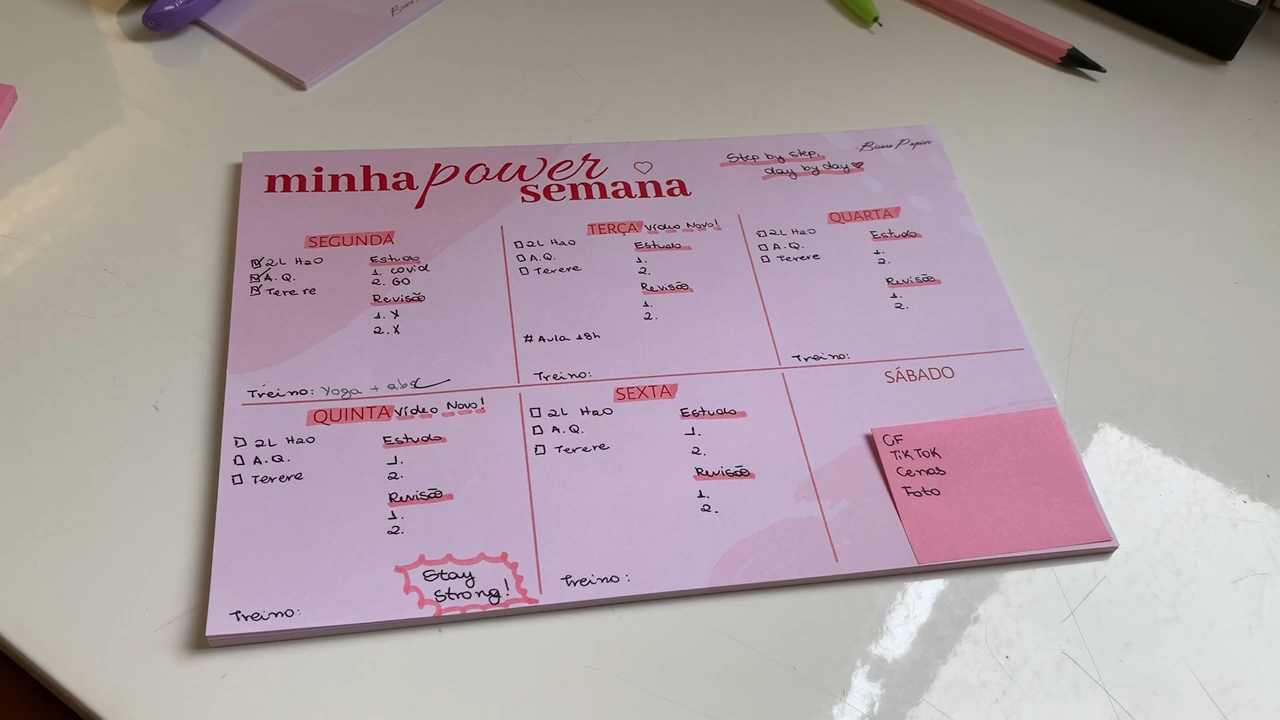 minha power semana
Step by step,
day by day
Bisou Papier
SEGUNDA
2L H2O
A.Q.
Terere
Estudo
1. covid
2. GO
Revisão
1. X
2. X
Treino: Yoga + abs
TERÇA Vídeo Novo!
2L H2O
A.Q.
Terere
Estudo
1.
2.
Revisão
1.
2.
# Aula 18h
Treino:
QUARTA
2L H2O
A.Q.
Terere
Estudo
1.
2.
Revisão
1.
2.
Treino:
QUINTA Vídeo Novo!
2L H2O
A.Q.
Terere
Estudo
1.
2.
Revisão
1.
2.
Stay
strong!
Treino:
SEXTA
2L H2O
A.Q.
Terere
Estudo
1.
2.
Revisão
1.
2.
Treino:
SÁBADO
CF
TikTok
Cenas
Foto